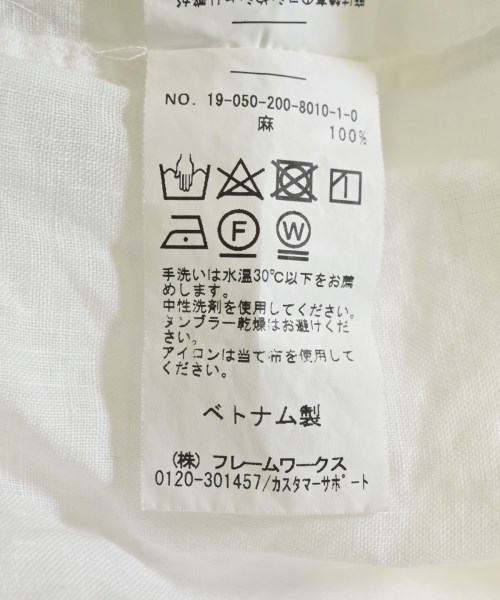 NO. 19-050-200-8010-1-0
麻 100%
F W
手洗いは水温30℃以下をお薦
めします。
中性洗剤を使用してください。
タンブラー乾燥はお避けくだ
さい。
アイロンは当て布を使用して
ください。
ベトナム製
(株) フレームワークス
0120-301457/カスタマーサポート